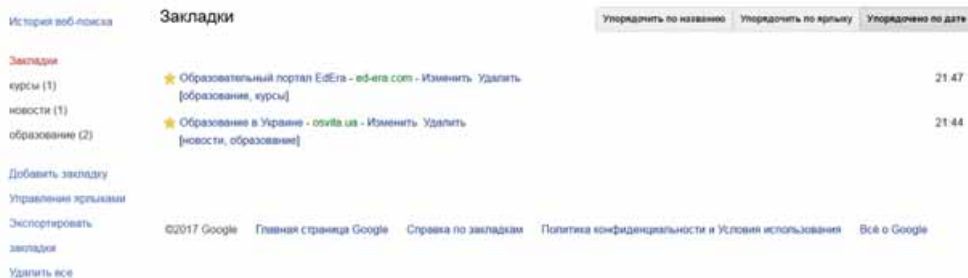 История веб-поиска
Закладки
курсы (1)
новости (1)
образование (2)
Добавить закладку
Управление ярлыками
Экспортировать
закладки
Удалить все
Закладки
Упорядочить по названию Упорядочить по ярлыку Упорядочено по дате
Образовательный портал EdEra - ed-era.com - Изменить Удалить 21:47
[образование, курсы]
Образование в Украине - osvita.ua - Изменить Удалить 21:44
[новости, образование]
©2017 Google Главная страница Google Справка по закладкам Политика конфиденциальности и Условия использования Всё о Google